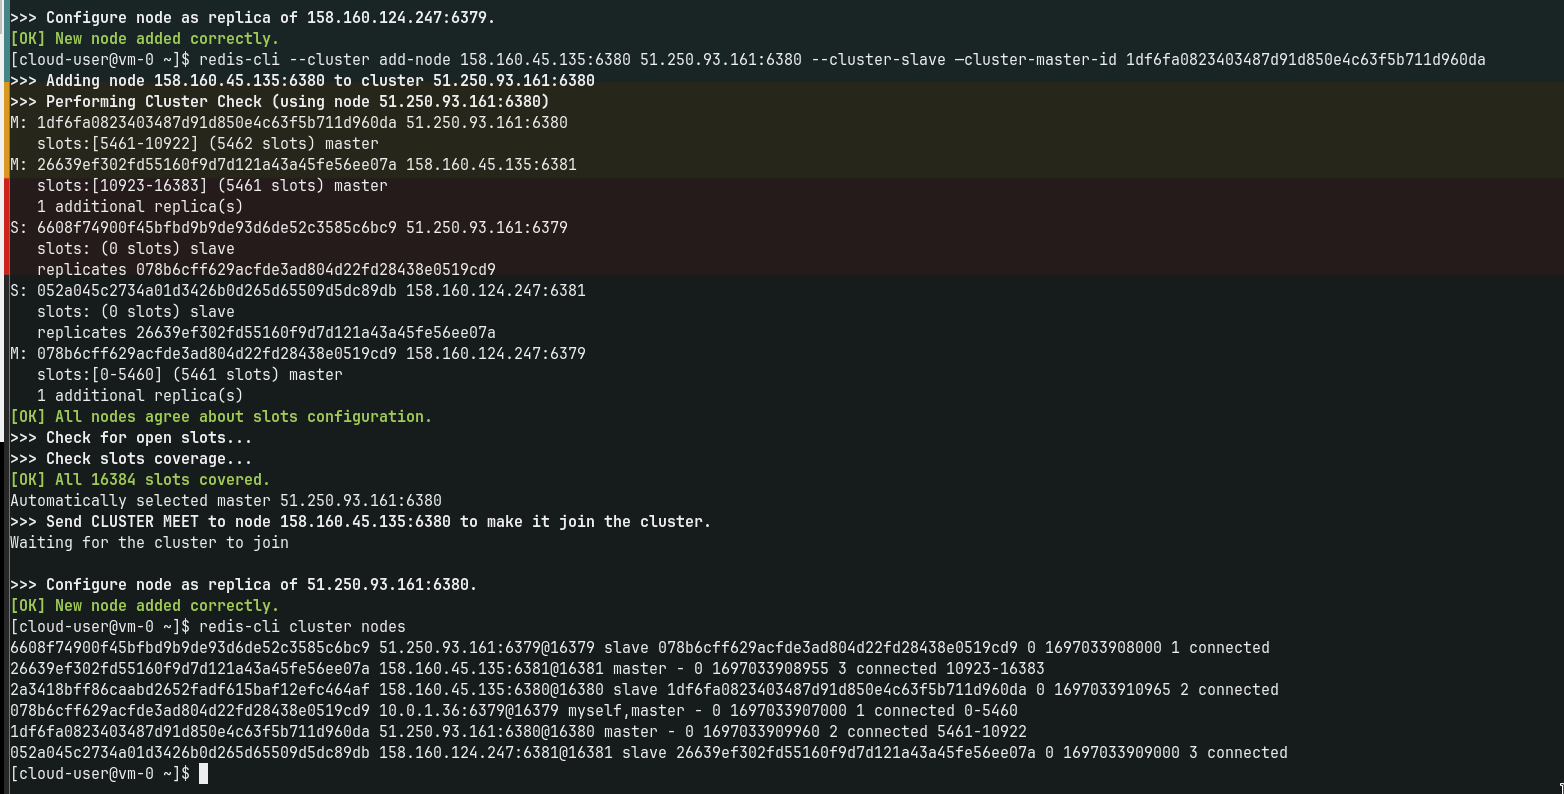 >>> Configure node as replica of 158.160.124.247:6379.
[OK] New node added correctly.
[cloud-user@vm-0 ~]$ redis-cli --cluster add-node 158.160.45.135:6380 51.250.93.161:6380 --cluster-slave —cluster-master-id 1df6fa0823403487d91d850e4c63f5b711d960da
>>> Adding node 158.160.45.135:6380 to cluster 51.250.93.161:6380
>>> Performing Cluster Check (using node 51.250.93.161:6380)
M: 1df6fa0823403487d91d850e4c63f5b711d960da 51.250.93.161:6380
   slots:[5461-10922] (5462 slots) master
M: 26639ef302fd55160f9d7d121a43a45fe56ee07a 158.160.45.135:6381
   slots:[10923-16383] (5461 slots) master
   1 additional replica(s)
S: 6608f74900f45bfbd9b9de93d6de52c3585c6bc9 51.250.93.161:6379
   slots: (0 slots) slave
   replicates 078b6cff629acfde3ad804d22fd28438e0519cd9
S: 052a045c2734a01d3426b0d265d65509d5dc89db 158.160.124.247:6381
   slots: (0 slots) slave
   replicates 26639ef302fd55160f9d7d121a43a45fe56ee07a
M: 078b6cff629acfde3ad804d22fd28438e0519cd9 158.160.124.247:6379
   slots:[0-5460] (5461 slots) master
   1 additional replica(s)
[OK] All nodes agree about slots configuration.
>>> Check for open slots...
>>> Check slots coverage...
[OK] All 16384 slots covered.
Automatically selected master 51.250.93.161:6380
>>> Send CLUSTER MEET to node 158.160.45.135:6380 to make it join the cluster.
Waiting for the cluster to join
>>> Configure node as replica of 51.250.93.161:6380.
[OK] New node added correctly.
[cloud-user@vm-0 ~]$ redis-cli cluster nodes
6608f74900f45bfbd9b9de93d6de52c3585c6bc9 51.250.93.161:6379@16379 slave 078b6cff629acfde3ad804d22fd28438e0519cd9 0 1697033908000 1 connected
26639ef302fd55160f9d7d121a43a45fe56ee07a 158.160.45.135:6381@16381 master - 0 1697033908955 3 connected 10923-16383
2a3418bff86caabd2652fadf615baf12efc464af 158.160.45.135:6380@16380 slave 1df6fa0823403487d91d850e4c63f5b711d960da 0 1697033910965 2 connected
078b6cff629acfde3ad804d22fd28438e0519cd9 10.0.1.36:6379@16379 myself,master - 0 1697033907000 1 connected 0-5460
1df6fa0823403487d91d850e4c63f5b711d960da 51.250.93.161:6380@16380 master - 0 1697033909960 2 connected 5461-10922
052a045c2734a01d3426b0d265d65509d5dc89db 158.160.124.247:6381@16381 slave 26639ef302fd55160f9d7d121a43a45fe56ee07a 0 1697033909000 3 connected
[cloud-user@vm-0 ~]$